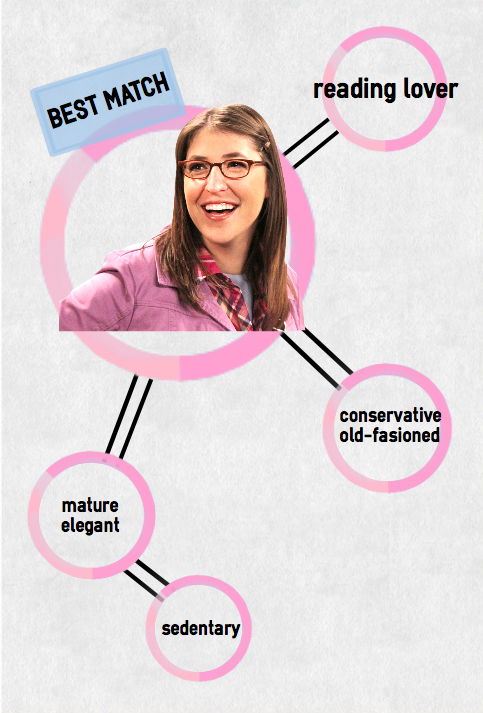 BEST MATCH
reading lover
conservative
old-fasioned
mature
elegant
sedentary